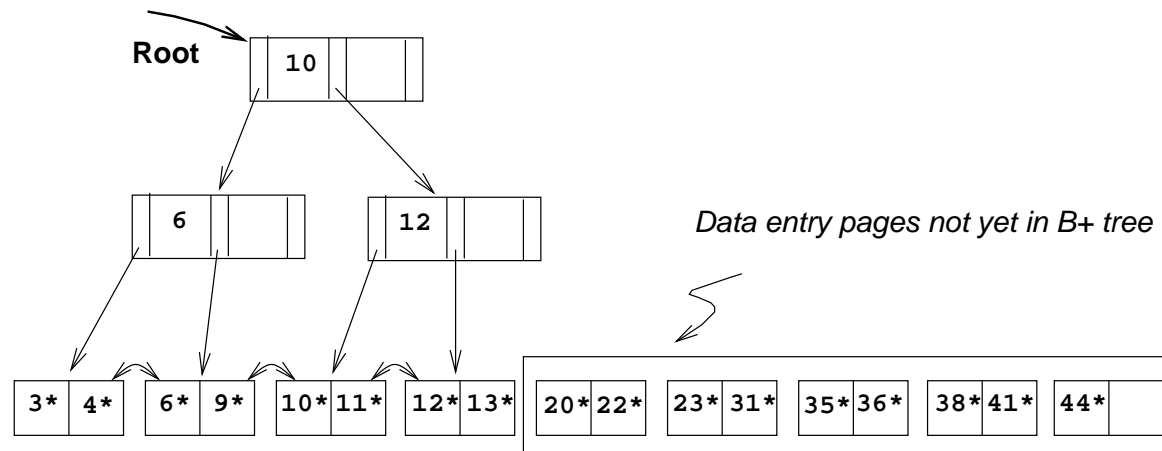 Root
10
6
12
Data entry pages not yet in B+ tree
3* 4* 6* 9* 10* 11* 12* 13* 20* 22* 23* 31* 35* 36* 38* 41* 44*